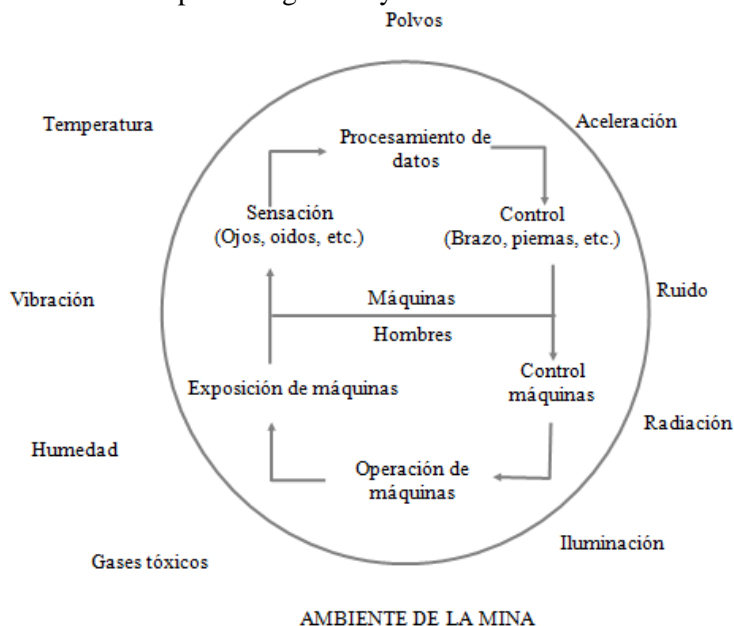 Polvos
Temperatura
Aceleración
Procesamiento de
datos
Sensación
(Ojos, oidos, etc.)
Control
(Brazo, piernas, etc.)
Vibración
Máquinas
Ruido
Hombres
Exposición de máquinas
Control
máquinas
Humedad
Radiación
Operación de
máquinas
Gases tóxicos
Iluminación
AMBIENTE DE LA MINA